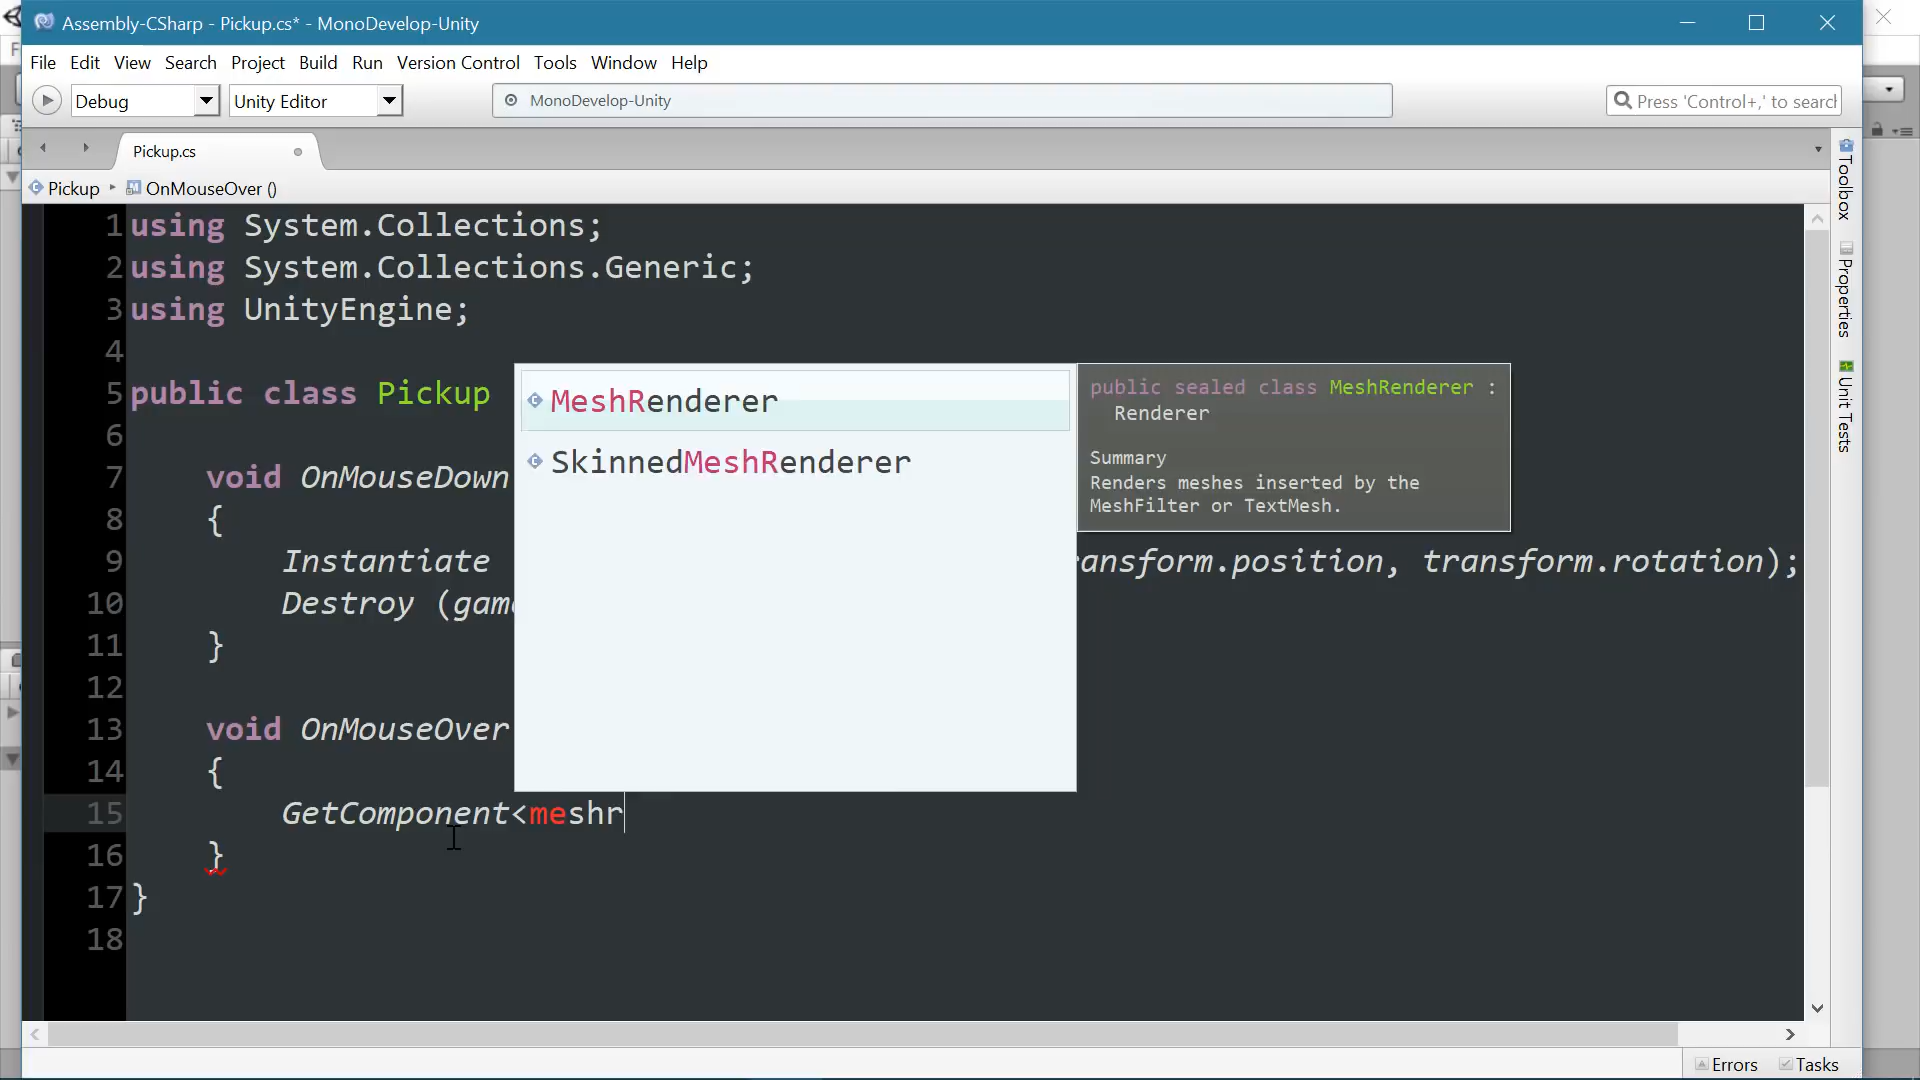 Assembly-CSharp - Pickup.cs* - MonoDevelop-Unity
File Edit View Search Project Build Run Version Control Tools Window Help
Debug Unity Editor MonoDevelop-Unity Press 'Control+,' to search
Pickup.cs
Pickup OnMouseOver ()
1 using System.Collections;
2 using System.Collections.Generic;
3 using UnityEngine;
4
5 public class Pickup
6
7 void OnMouseDown
8 {
9 Instantiate ansform.position, transform.rotation);
10 Destroy (game
11 }
12
13 void OnMouseOver
14 {
15 GetComponent<meshr
16 }
17 }
18
MeshRenderer
SkinnedMeshRenderer
public sealed class MeshRenderer :
Renderer
Summary
Renders meshes inserted by the
MeshFilter or TextMesh.
Toolbox
Properties
Unit Tests
Errors Tasks